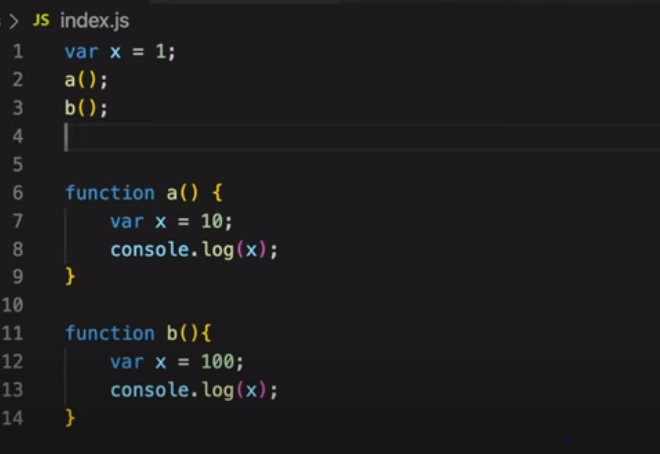 > JS index.js
1 var x = 1;
2 a();
3 b();
4
5
6 function a() {
7     var x = 10;
8     console.log(x);
9 }
10
11 function b(){
12     var x = 100;
13     console.log(x);
14 }